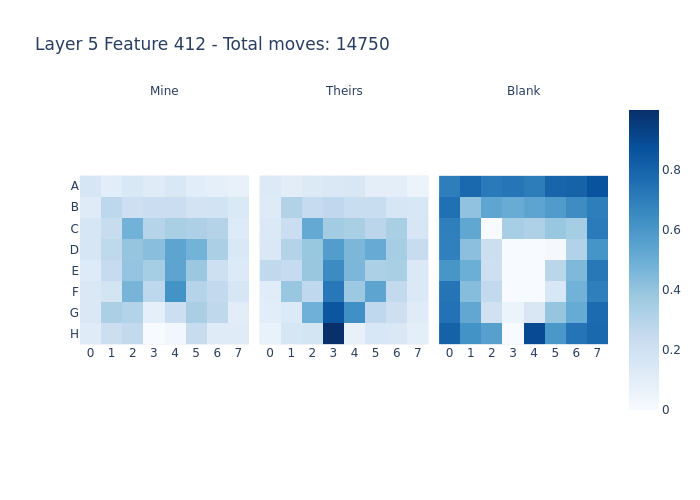 Layer 5 Feature 412 - Total moves: 14750
Mine Theirs Blank
A
B
C
D
E
F
G
H
0 1 2 3 4 5 6 7 0 1 2 3 4 5 6 7 0 1 2 3 4 5 6 7
0.8
0.6
0.4
0.2
0